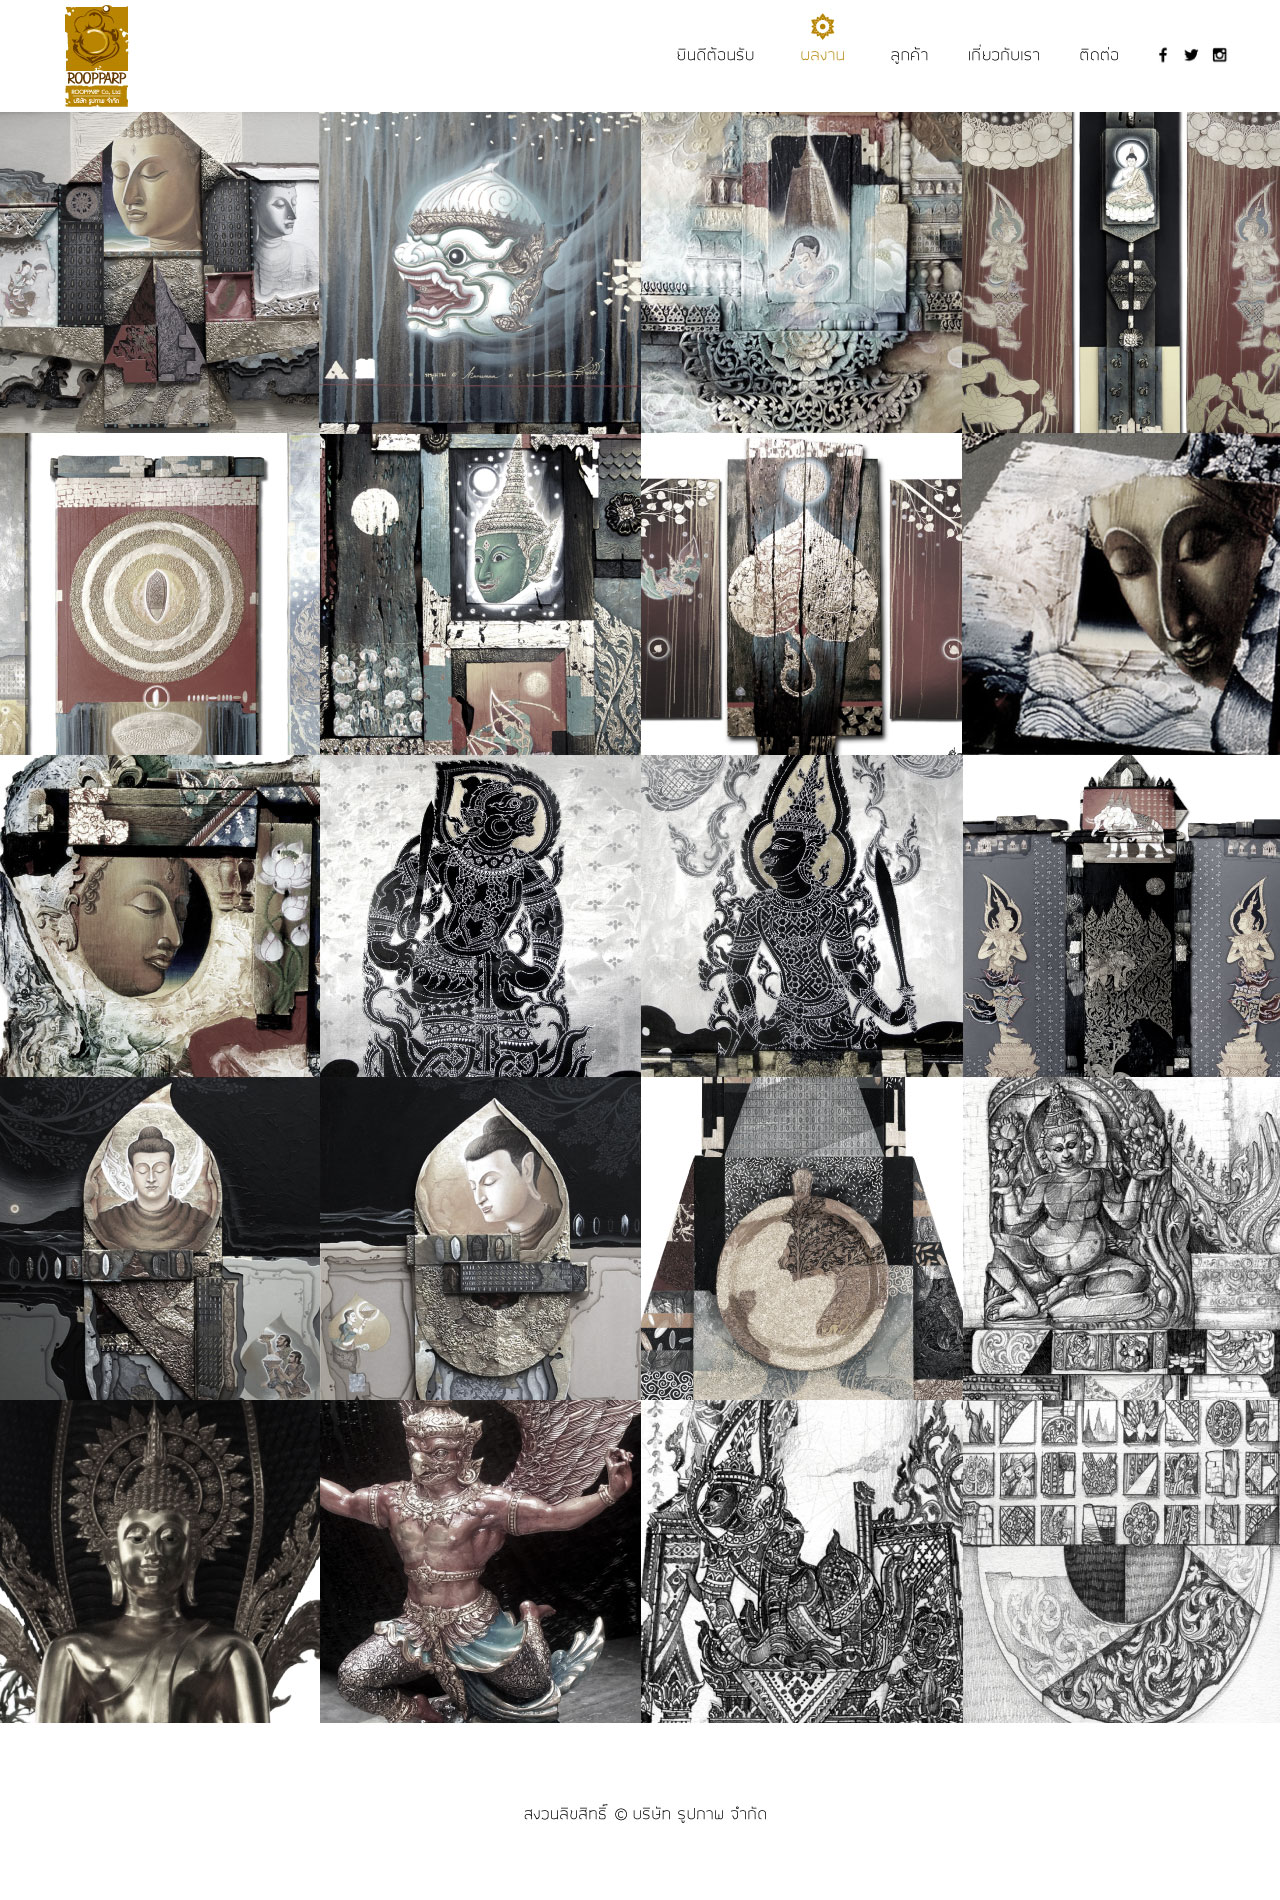 ROOPPARP
ROOPPARP Co., Ltd.
บริษัท รูปภาพ จำกัด
ยินดีต้อนรับ
ผลงาน
ลูกค้า
เกี่ยวกับเรา
ติดต่อ
สงวนลิขสิทธิ์ © บริษัท รูปภาพ จำกัด